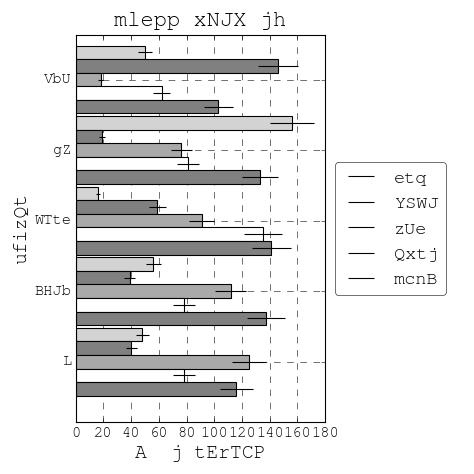 mlepp xNJX jh
ufizQt
VbU
gZ
WTte
BHJb
L
0 20 40 60 80 100 120 140 160 180
A  j tErTCP
etq
YSWJ
zUe
Qxtj
mcnB